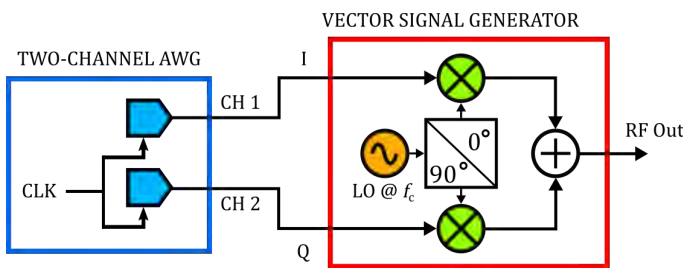 VECTOR SIGNAL GENERATOR
TWO-CHANNEL AWG
I
CH 1
0°
RF Out
90°
LO @ fc
CLK
CH 2
Q